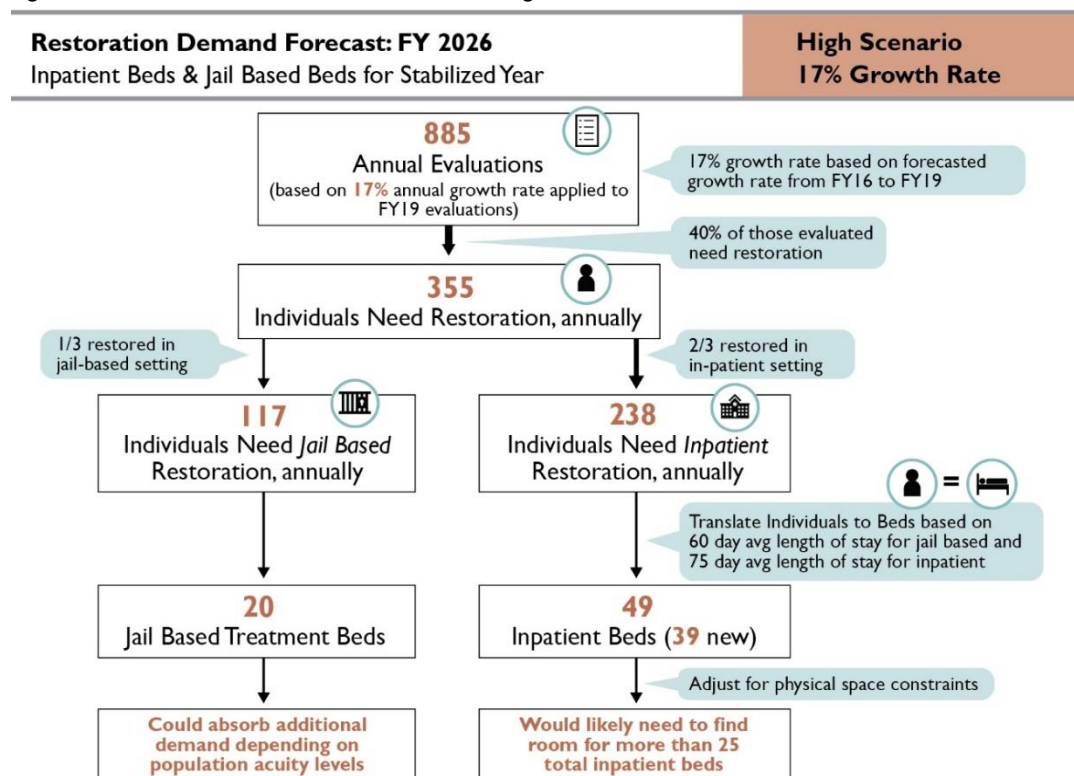 Restoration Demand Forecast: FY 2026
Inpatient Beds & Jail Based Beds for Stabilized Year
High Scenario
17% Growth Rate
885
Annual Evaluations
(based on 17% annual growth rate applied to
FY19 evaluations)
17% growth rate based on forecasted
growth rate from FY16 to FY19
40% of those evaluated
need restoration
355
Individuals Need Restoration, annually
1/3 restored in
jail-based setting
2/3 restored in
in-patient setting
117
Individuals Need Jail Based
Restoration, annually
238
Individuals Need Inpatient
Restoration, annually
=
Translate Individuals to Beds based on
60 day avg length of stay for jail based and
75 day avg length of stay for inpatient
20
Jail Based Treatment Beds
49
Inpatient Beds (39 new)
Adjust for physical space constraints
Could absorb additional
demand depending on
population acuity levels
Would likely need to find
room for more than 25
total inpatient beds